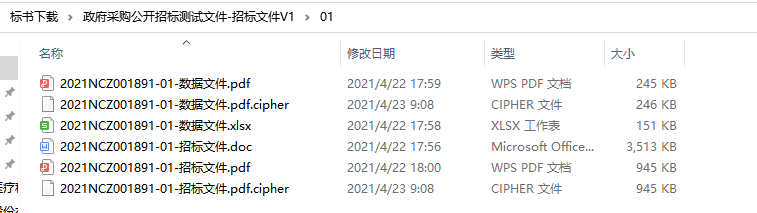 标书下载 > 政府采购公开招标测试文件-招标文件V1 > 01
名称 修改日期 类型 大小
2021NCZ001891-01-数据文件.pdf 2021/4/22 17:59 WPS PDF 文档 245 KB
2021NCZ001891-01-数据文件.pdf.cipher 2021/4/23 9:08 CIPHER 文件 246 KB
2021NCZ001891-01-数据文件.xlsx 2021/4/22 17:58 XLSX 工作表 151 KB
2021NCZ001891-01-招标文件.doc 2021/4/22 17:56 Microsoft Office... 3,513 KB
2021NCZ001891-01-招标文件.pdf 2021/4/22 18:00 WPS PDF 文档 945 KB
2021NCZ001891-01-招标文件.pdf.cipher 2021/4/23 9:08 CIPHER 文件 945 KB